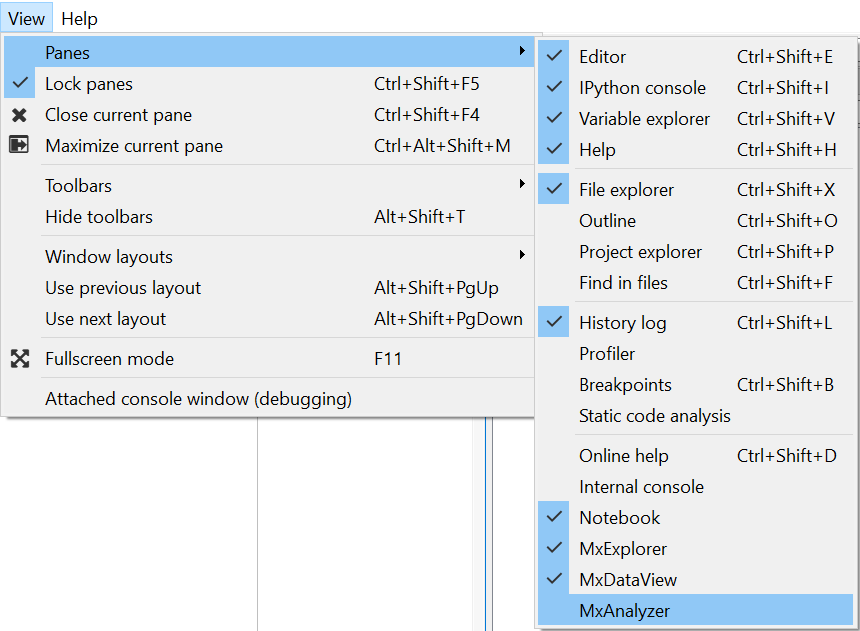 View Help
Panes
Lock panes Ctrl+Shift+F5
Close current pane Ctrl+Shift+F4
Maximize current pane Ctrl+Alt+Shift+M
Toolbars
Hide toolbars Alt+Shift+T
Window layouts
Use previous layout Alt+Shift+PgUp
Use next layout Alt+Shift+PgDown
Fullscreen mode F11
Attached console window (debugging)
Editor Ctrl+Shift+E
IPython console Ctrl+Shift+I
Variable explorer Ctrl+Shift+V
Help Ctrl+Shift+H
File explorer Ctrl+Shift+X
Outline Ctrl+Shift+O
Project explorer Ctrl+Shift+P
Find in files Ctrl+Shift+F
History log Ctrl+Shift+L
Profiler
Breakpoints Ctrl+Shift+B
Static code analysis
Online help Ctrl+Shift+D
Internal console
Notebook
MxExplorer
MxDataView
MxAnalyzer